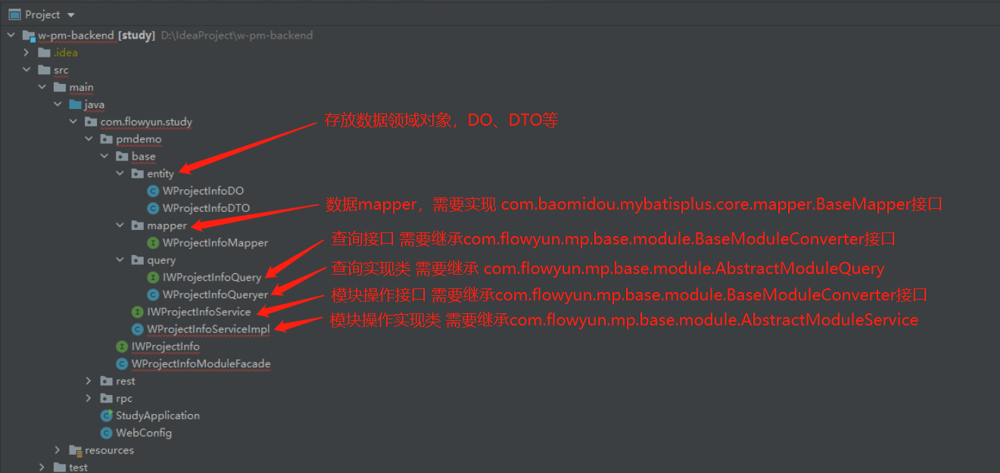 Project
w-pm-backend [study] D:\IdeaProject\w-pm-backend
.idea
src
main
java
com.flowyun.study
存放数据领域对象，DO、DTO等
pmdemo
base
entity
WProjectInfoDO
WProjectInfoDTO
数据mapper，需要实现 com.baomidou.mybatisplus.core.mapper.BaseMapper接口
mapper
WProjectInfoMapper
查询接口 需要继承com.flowyun.mp.base.module.BaseModuleConverter接口
query
查询实现类 需要继承 com.flowyun.mp.base.module.AbstractModuleQuery
IWProjectInfoQuery
WProjectInfoQueryer
模块操作接口 需要继承com.flowyun.mp.base.module.BaseModuleConverter接口
IWProjectInfoService
模块操作实现类 需要继承com.flowyun.mp.base.module.AbstractModuleService
WProjectInfoServiceImpl
IWProjectInfo
WProjectInfoModuleFacade
rest
rpc
StudyApplication
WebConfig
resources
test